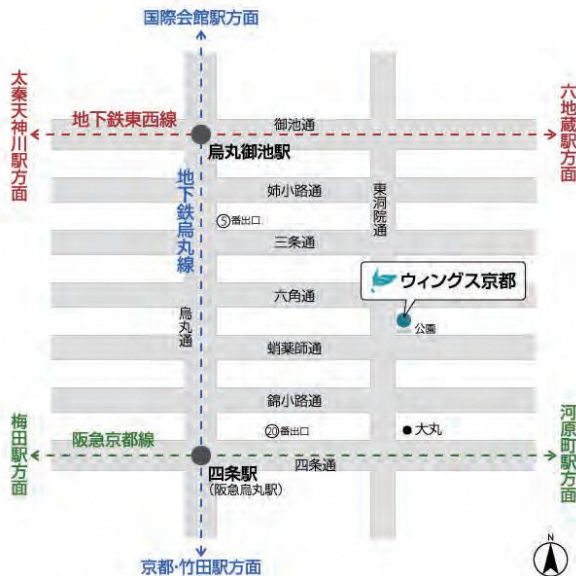 国際会館駅方面
太秦天神川駅方面
地下鉄東西線
御池通
六地蔵駅方面
烏丸御池駅
地下鉄烏丸線
姉小路通
東洞院通
⑤番出口
三条通
ウィングス京都
六角通
烏丸通
公園
蛸薬師通
錦小路通
梅田駅方面
阪急京都線
⑳番出口
大丸
河原町駅方面
四条通
四条駅
(阪急烏丸駅)
京都・竹田駅方面
N